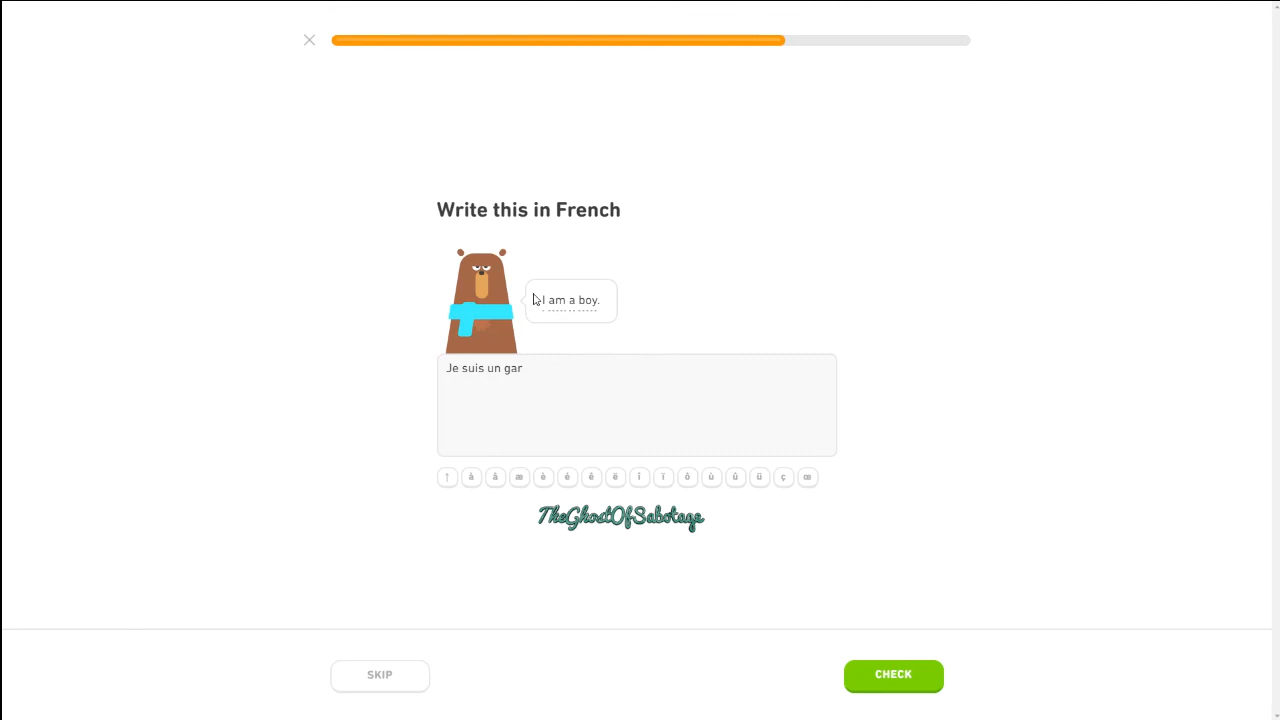 Write this in French
I am a boy.
Je suis un gar
↑ à â æ è é ê ë î ï ô ù û ü ç œ
TheGhostOfSabotage
SKIP
CHECK